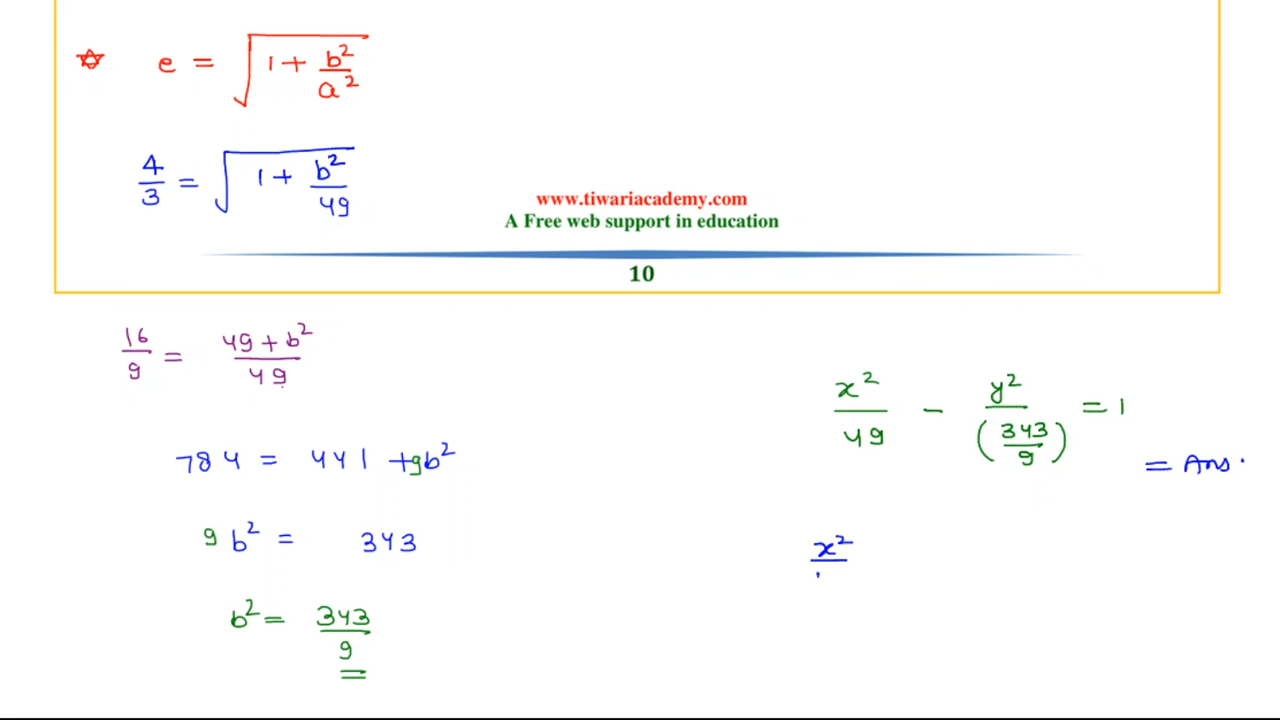 ☆ e = √(1 + b²/a²)
4/3 = √(1 + b²/49)
www.tiwariacademy.com
A Free web support in education
10
16/9 = (49 + b²)/49
784 = 441 + 9b²
9b² = 343
b² = 343/9
x²/49 - y²/(343/9) = 1
= Ans.
x²